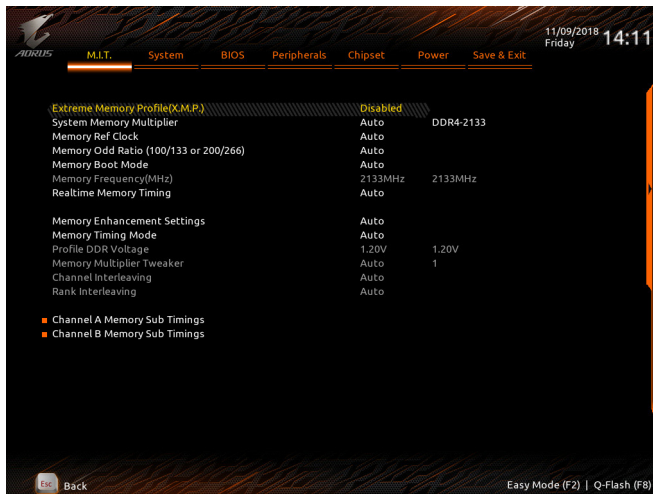 11/09/2018 14:11
Friday
AORUS
M.I.T. System BIOS Peripherals Chipset Power Save & Exit
Extreme Memory Profile(X.M.P.) Disabled
System Memory Multiplier Auto DDR4-2133
Memory Ref Clock Auto
Memory Odd Ratio (100/133 or 200/266) Auto
Memory Boot Mode Auto
Memory Frequency(MHz) 2133MHz 2133MHz
Realtime Memory Timing Auto
Memory Enhancement Settings Auto
Memory Timing Mode Auto
Profile DDR Voltage 1.20V 1.20V
Memory Multiplier Tweaker Auto 1
Channel Interleaving Auto
Rank Interleaving Auto
Channel A Memory Sub Timings
Channel B Memory Sub Timings
Esc Back Easy Mode (F2) | Q-Flash (F8)